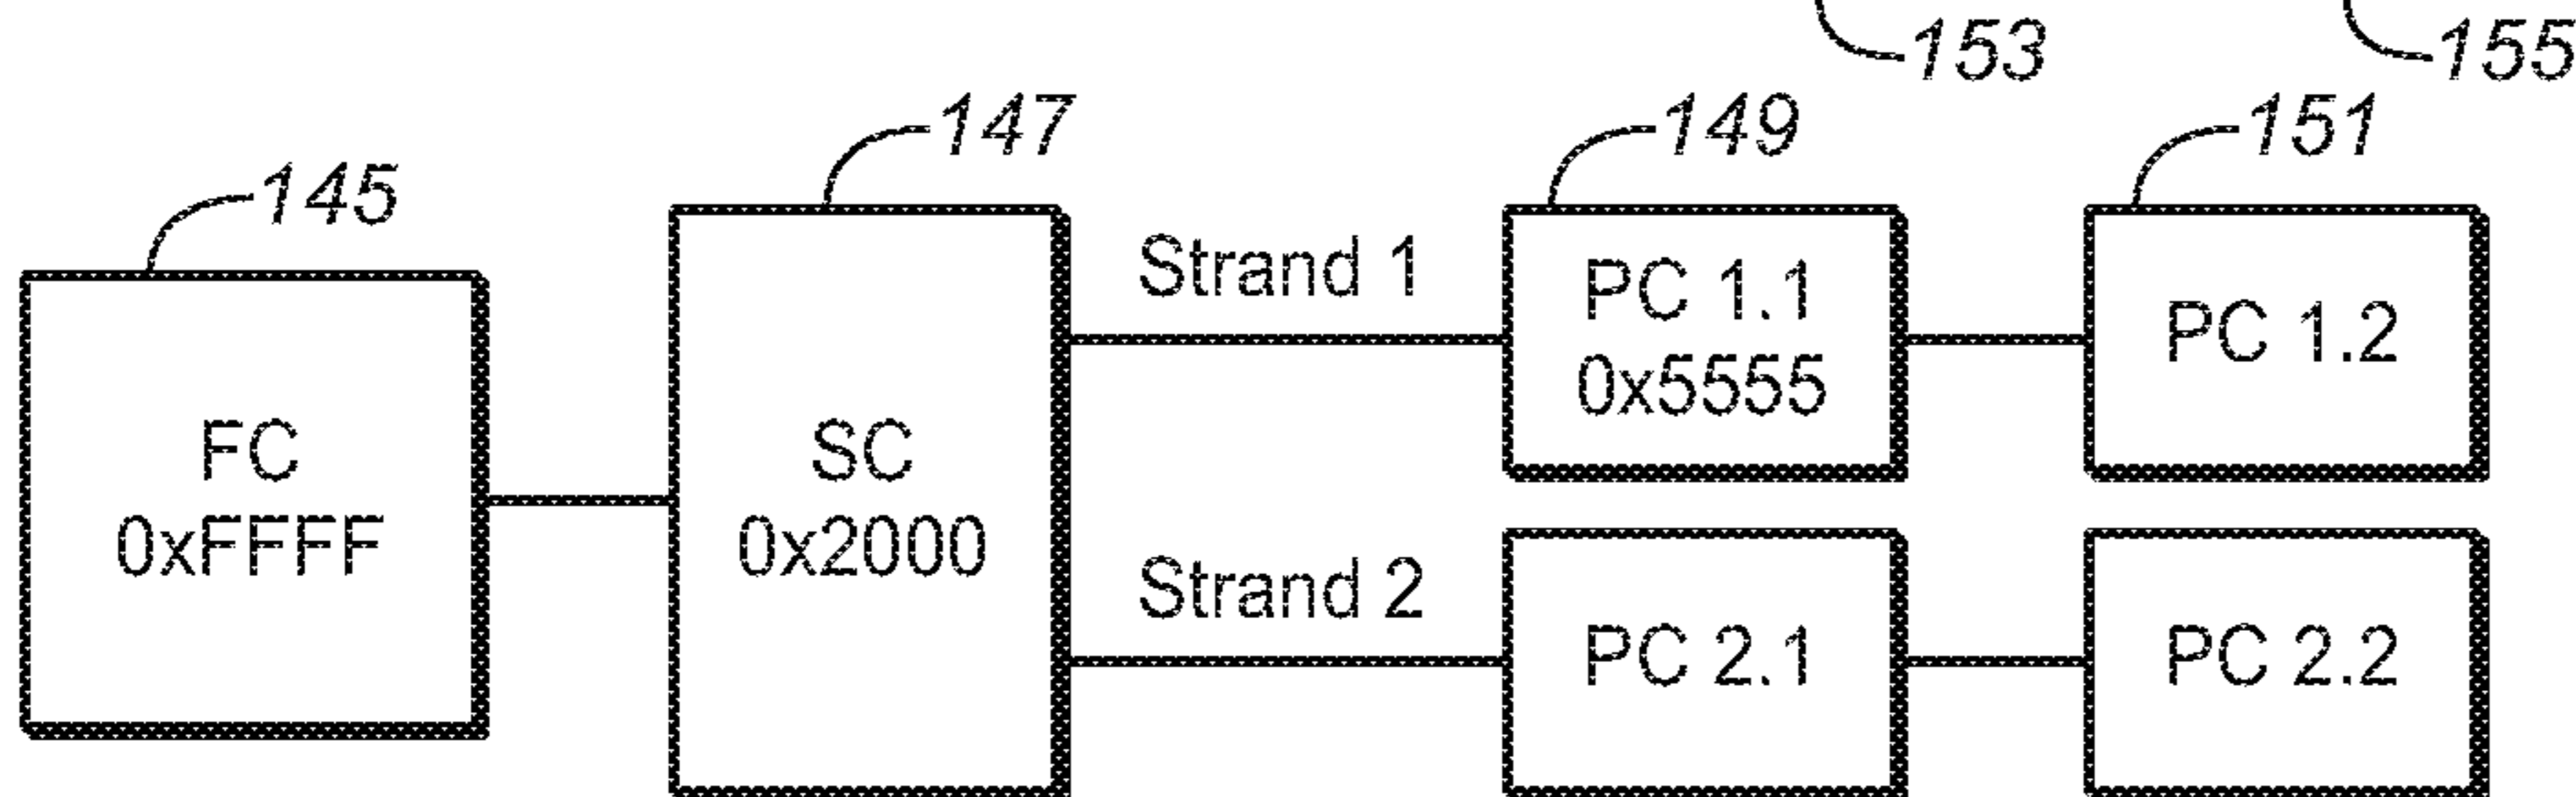 153
155
147
149
151
145
Strand 1
PC 1.1
0x5555
PC 1.2
FC
0xFFFF
SC
0x2000
Strand 2
PC 2.1
PC 2.2